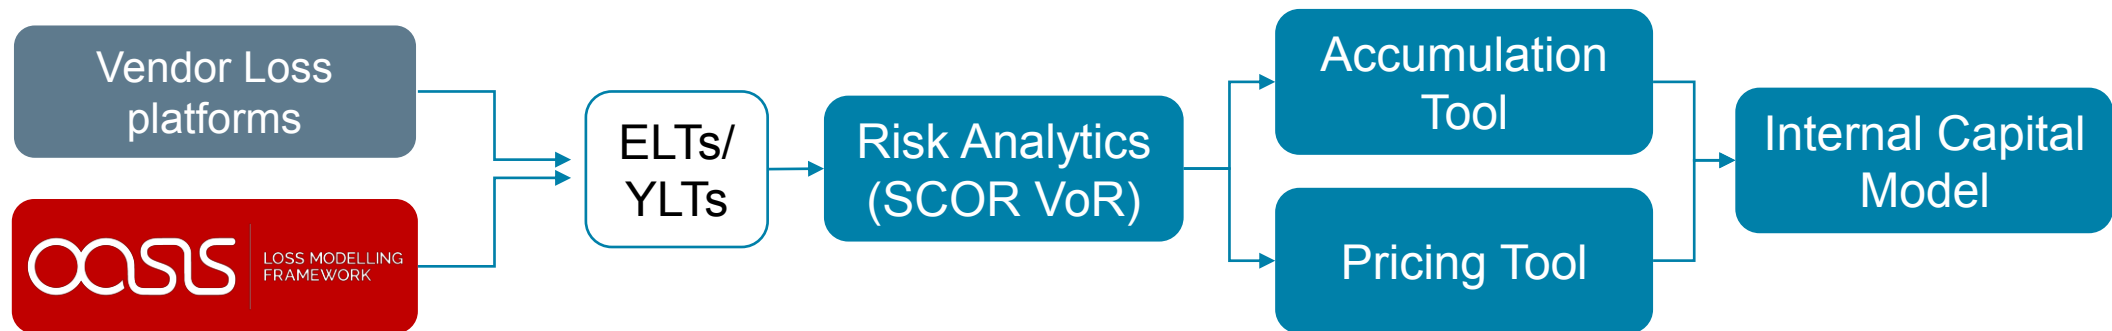 Vendor Loss
platforms
OASIS
LOSS MODELLING
FRAMEWORK
ELTs/
YLTs
Risk Analytics
(SCOR VoR)
Accumulation
Tool
Pricing Tool
Internal Capital
Model